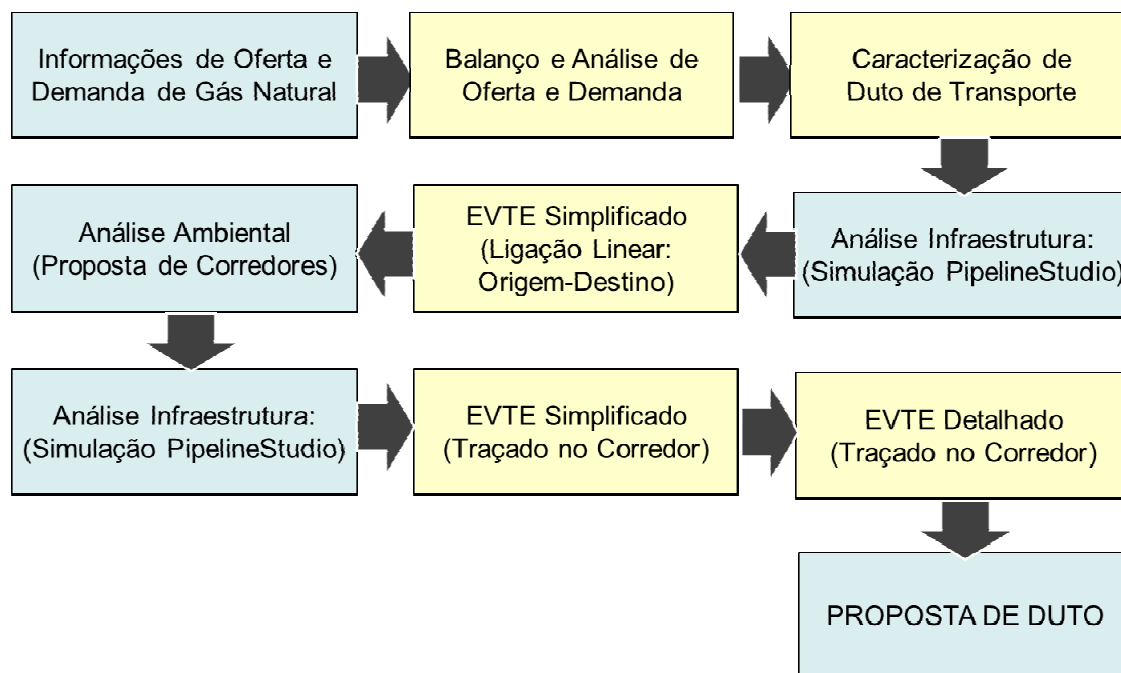 Informações de Oferta e
Demanda de Gás Natural
Balanço e Análise de
Oferta e Demanda
Caracterização de
Duto de Transporte
Análise Ambiental
(Proposta de Corredores)
EVTE Simplificado
(Ligação Linear:
Origem-Destino)
Análise Infraestrutura:
(Simulação PipelineStudio)
Análise Infraestrutura:
(Simulação PipelineStudio)
EVTE Simplificado
(Traçado no Corredor)
EVTE Detalhado
(Traçado no Corredor)
PROPOSTA DE DUTO